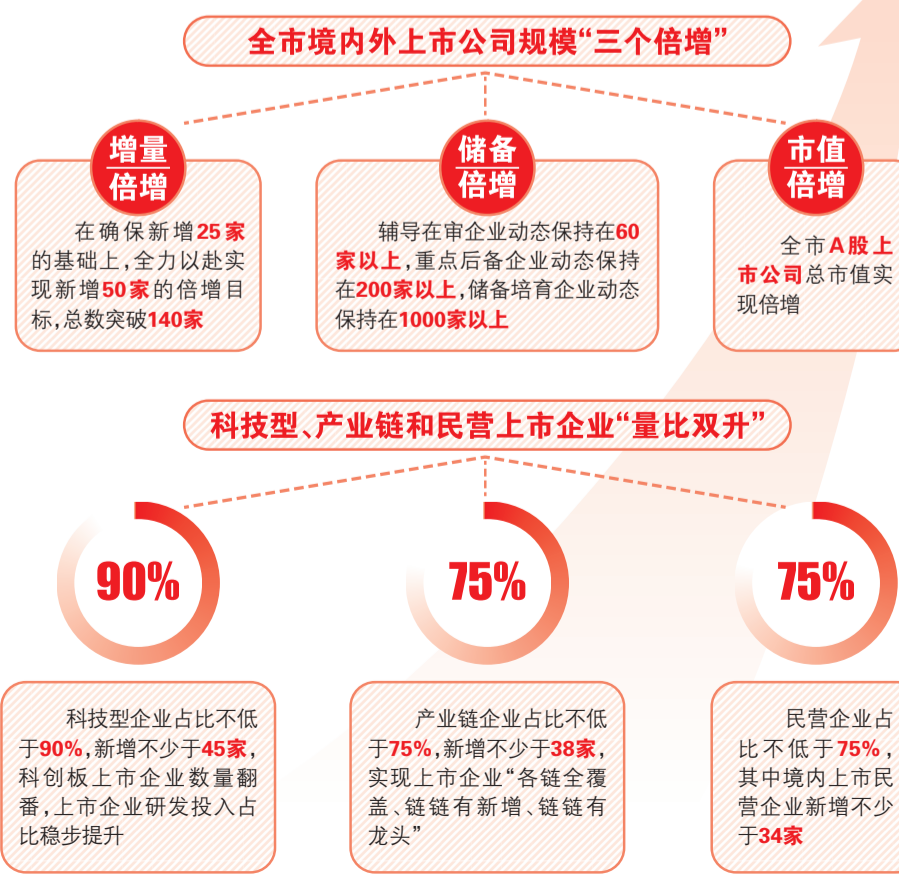 全市境内外上市公司规模“三个倍增”
增量
倍增
在确保新增25家
的基础上,全力以赴实
现新增50家的倍增目
标,总数突破140家
储备
倍增
辅导在审企业动态保持在60
家以上,重点后备企业动态保持
在200家以上,储备培育企业动态
保持在1000家以上
市值
倍增
全市A股上
市公司总市值实
现倍增
科技型、产业链和民营上市企业“量比双升”
90%
科技型企业占比不低
于90%,新增不少于45家,
科创板上市企业数量翻
番,上市企业研发投入占
比稳步提升
75%
产业链企业占比不低
于75%,新增不少于38家,
实现上市企业“各链全覆
盖、链链有新增、链链有
龙头”
75%
民营企业占
比不低于75%,
其中境内上市民
营企业新增不少
于34家